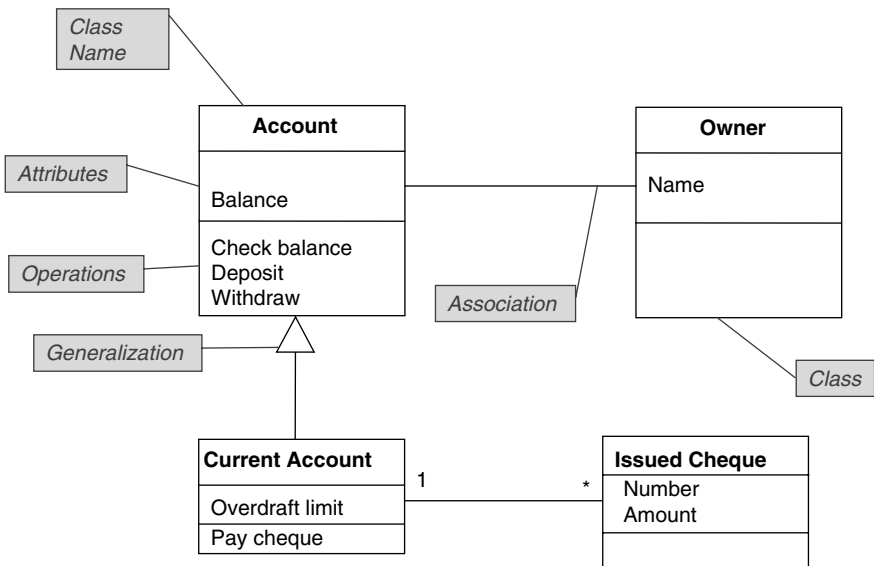 Class
Name
Account
Owner
Attributes
Balance
Name
Operations
Check balance
Deposit
Withdraw
Association
Generalization
Class
Current Account
Issued Cheque
1
*
Overdraft limit
Number
Amount
Pay cheque